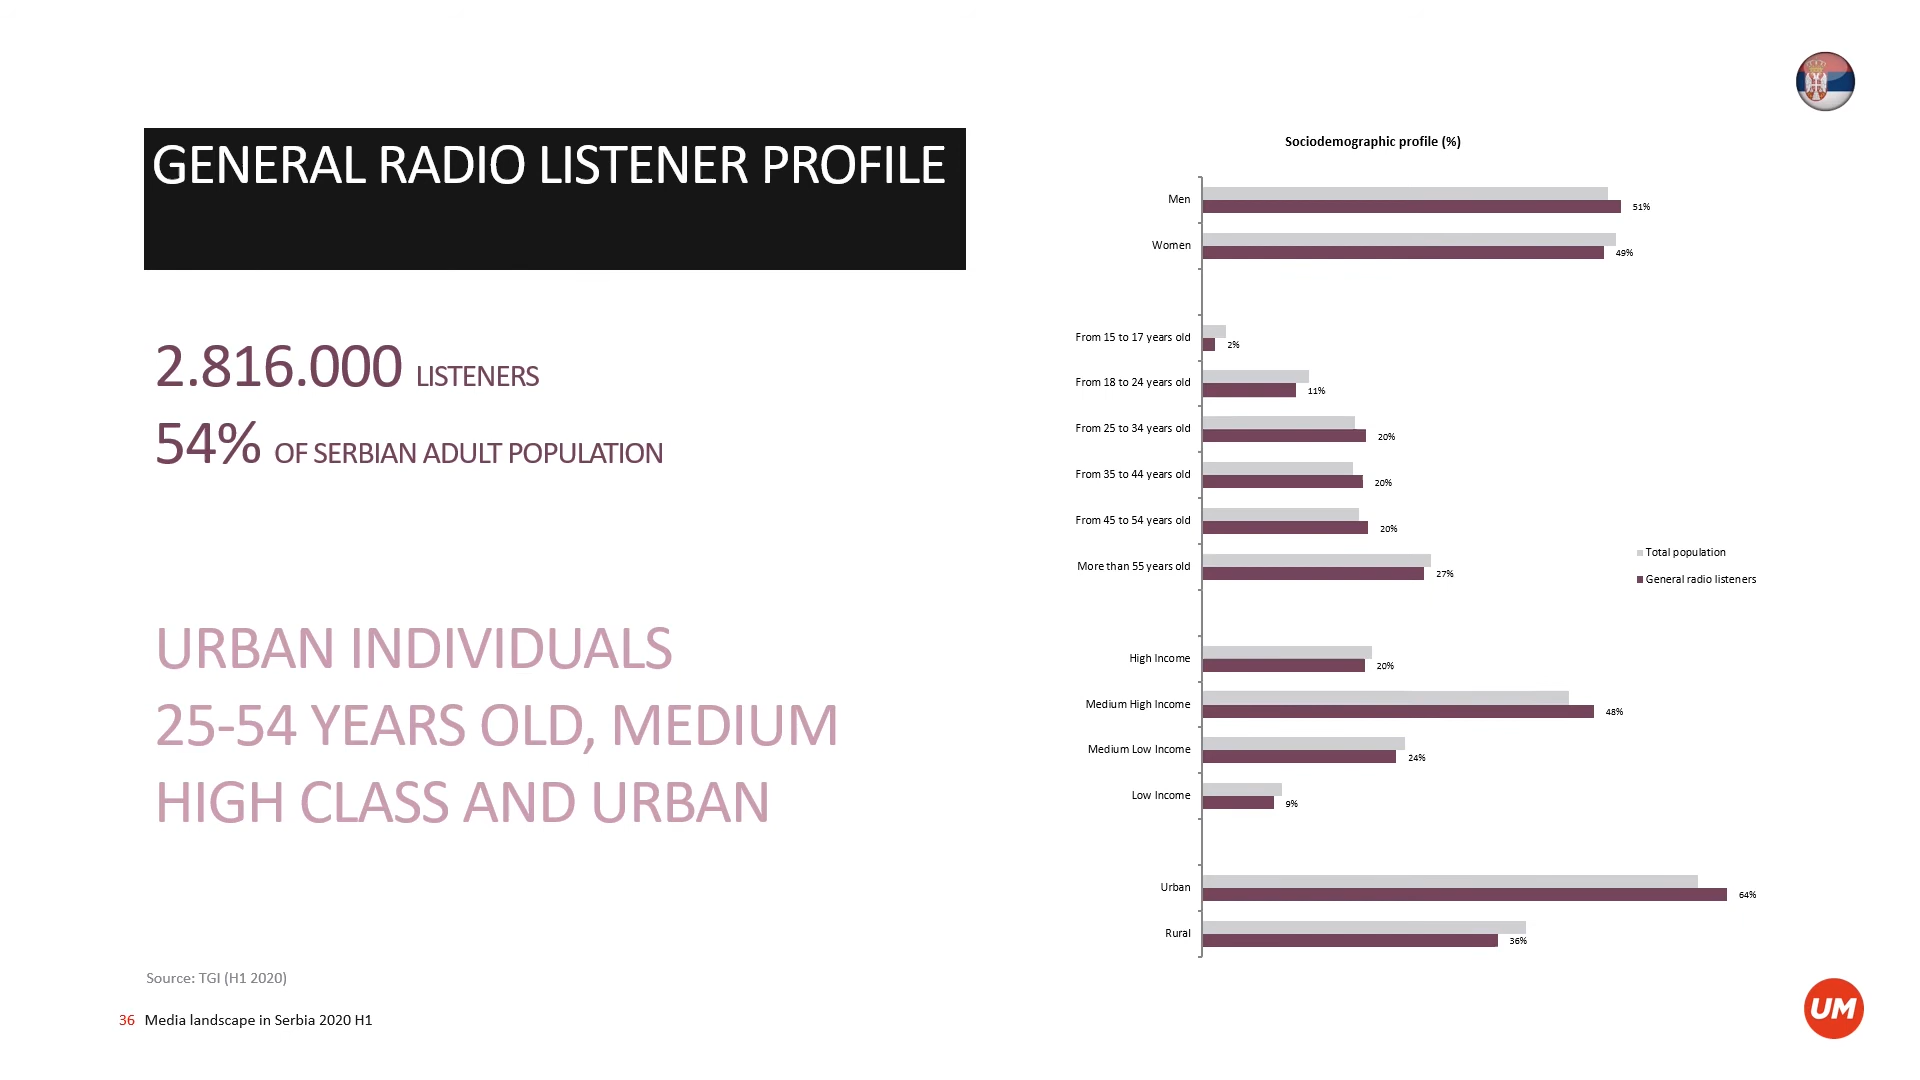 GENERAL RADIO LISTENER PROFILE
2.816.000 LISTENERS
54% OF SERBIAN ADULT POPULATION
URBAN INDIVIDUALS
25-54 YEARS OLD, MEDIUM
HIGH CLASS AND URBAN
Source: TGI (H1 2020)
36 Media landscape in Serbia 2020 H1
Sociodemographic profile (%)
Men 51%
Women 49%
From 15 to 17 years old 2%
From 18 to 24 years old 11%
From 25 to 34 years old 20%
From 35 to 44 years old 20%
From 45 to 54 years old 20%
More than 55 years old 27%
High Income 20%
Medium High Income 48%
Medium Low Income 24%
Low Income 9%
Urban 64%
Rural 36%
Total population
General radio listeners
UM